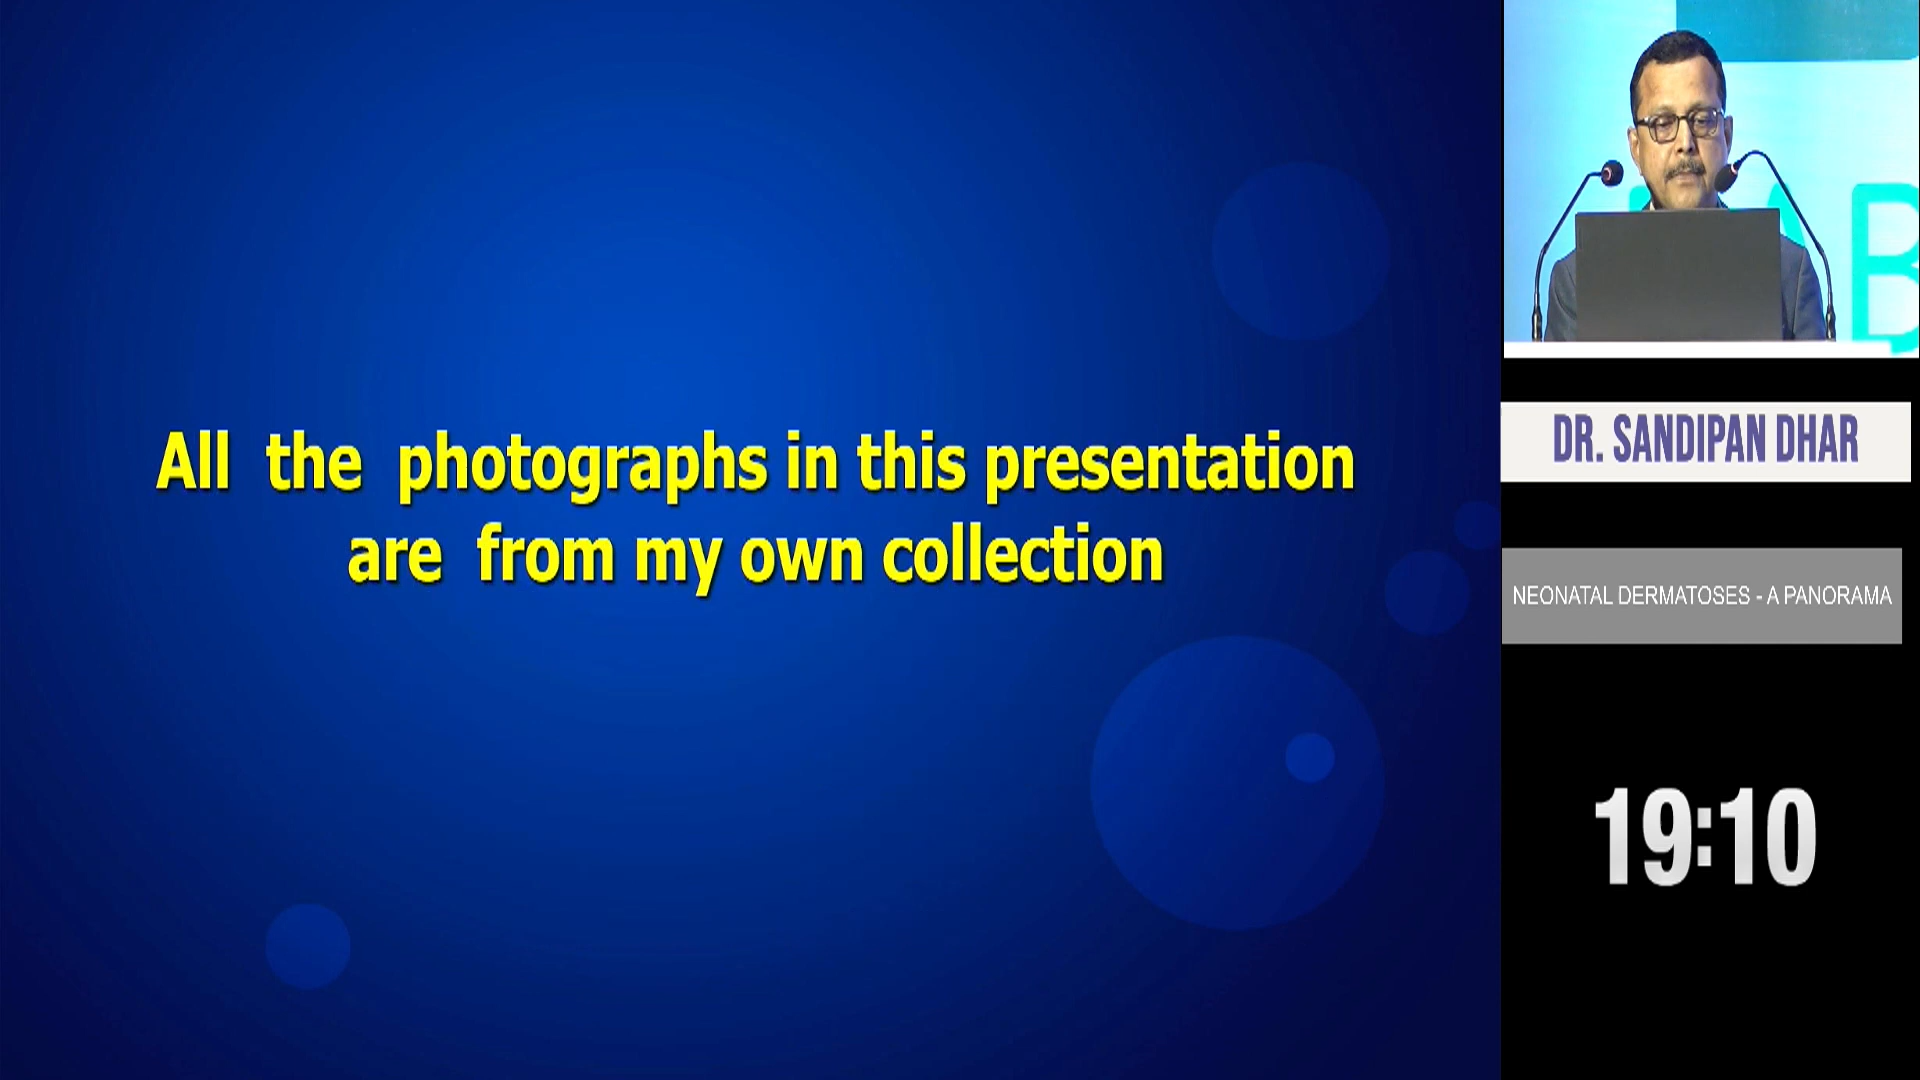 All the photographs in this presentation
are from my own collection
AB
DR. SANDIPAN DHAR
NEONATAL DERMATOSES - A PANORAMA
19:10